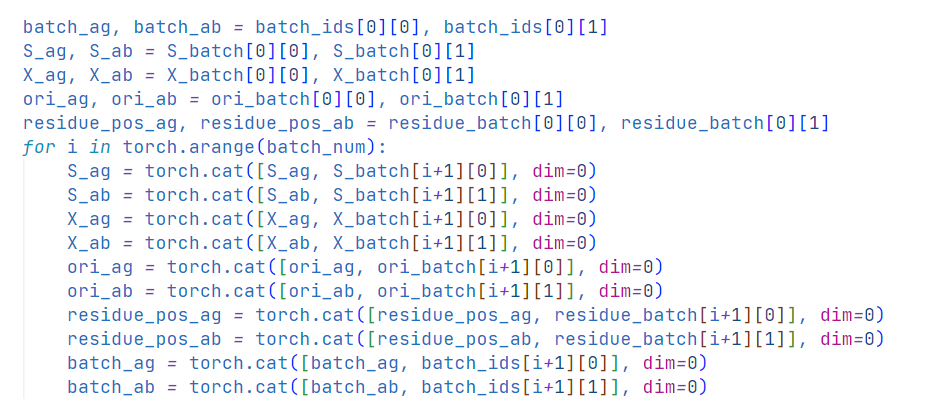 batch_ag, batch_ab = batch_ids[0][0], batch_ids[0][1]
S_ag, S_ab = S_batch[0][0], S_batch[0][1]
X_ag, X_ab = X_batch[0][0], X_batch[0][1]
ori_ag, ori_ab = ori_batch[0][0], ori_batch[0][1]
residue_pos_ag, residue_pos_ab = residue_batch[0][0], residue_batch[0][1]
for i in torch.arange(batch_num):
    S_ag = torch.cat([S_ag, S_batch[i+1][0]], dim=0)
    S_ab = torch.cat([S_ab, S_batch[i+1][1]], dim=0)
    X_ag = torch.cat([X_ag, X_batch[i+1][0]], dim=0)
    X_ab = torch.cat([X_ab, X_batch[i+1][1]], dim=0)
    ori_ag = torch.cat([ori_ag, ori_batch[i+1][0]], dim=0)
    ori_ab = torch.cat([ori_ab, ori_batch[i+1][1]], dim=0)
    residue_pos_ag = torch.cat([residue_pos_ag, residue_batch[i+1][0]], dim=0)
    residue_pos_ab = torch.cat([residue_pos_ab, residue_batch[i+1][1]], dim=0)
    batch_ag = torch.cat([batch_ag, batch_ids[i+1][0]], dim=0)
    batch_ab = torch.cat([batch_ab, batch_ids[i+1][1]], dim=0)